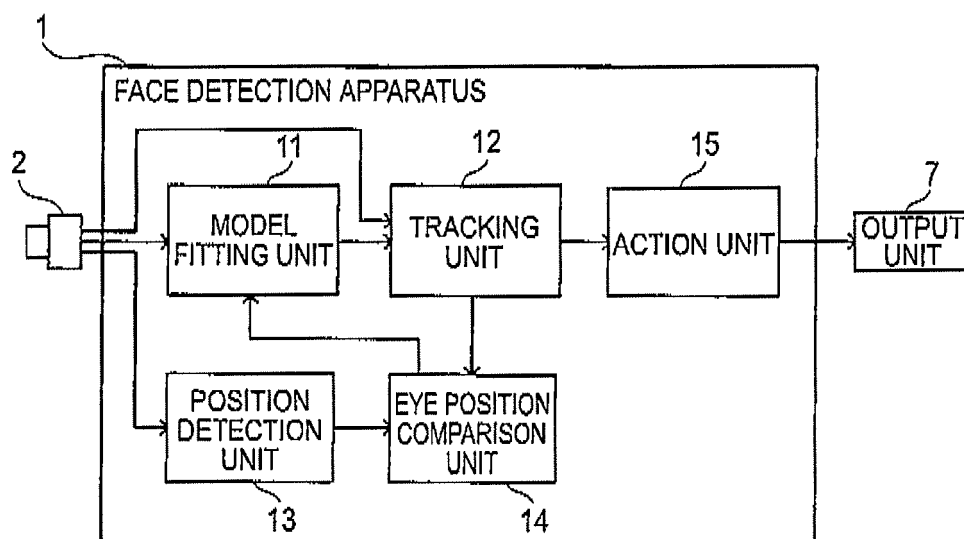 1
FACE DETECTION APPARATUS
2
11
MODEL
FITTING UNIT
12
TRACKING
UNIT
15
ACTION UNIT
7
OUTPUT
UNIT
POSITION
DETECTION
UNIT
13
EYE POSITION
COMPARISON
UNIT
14